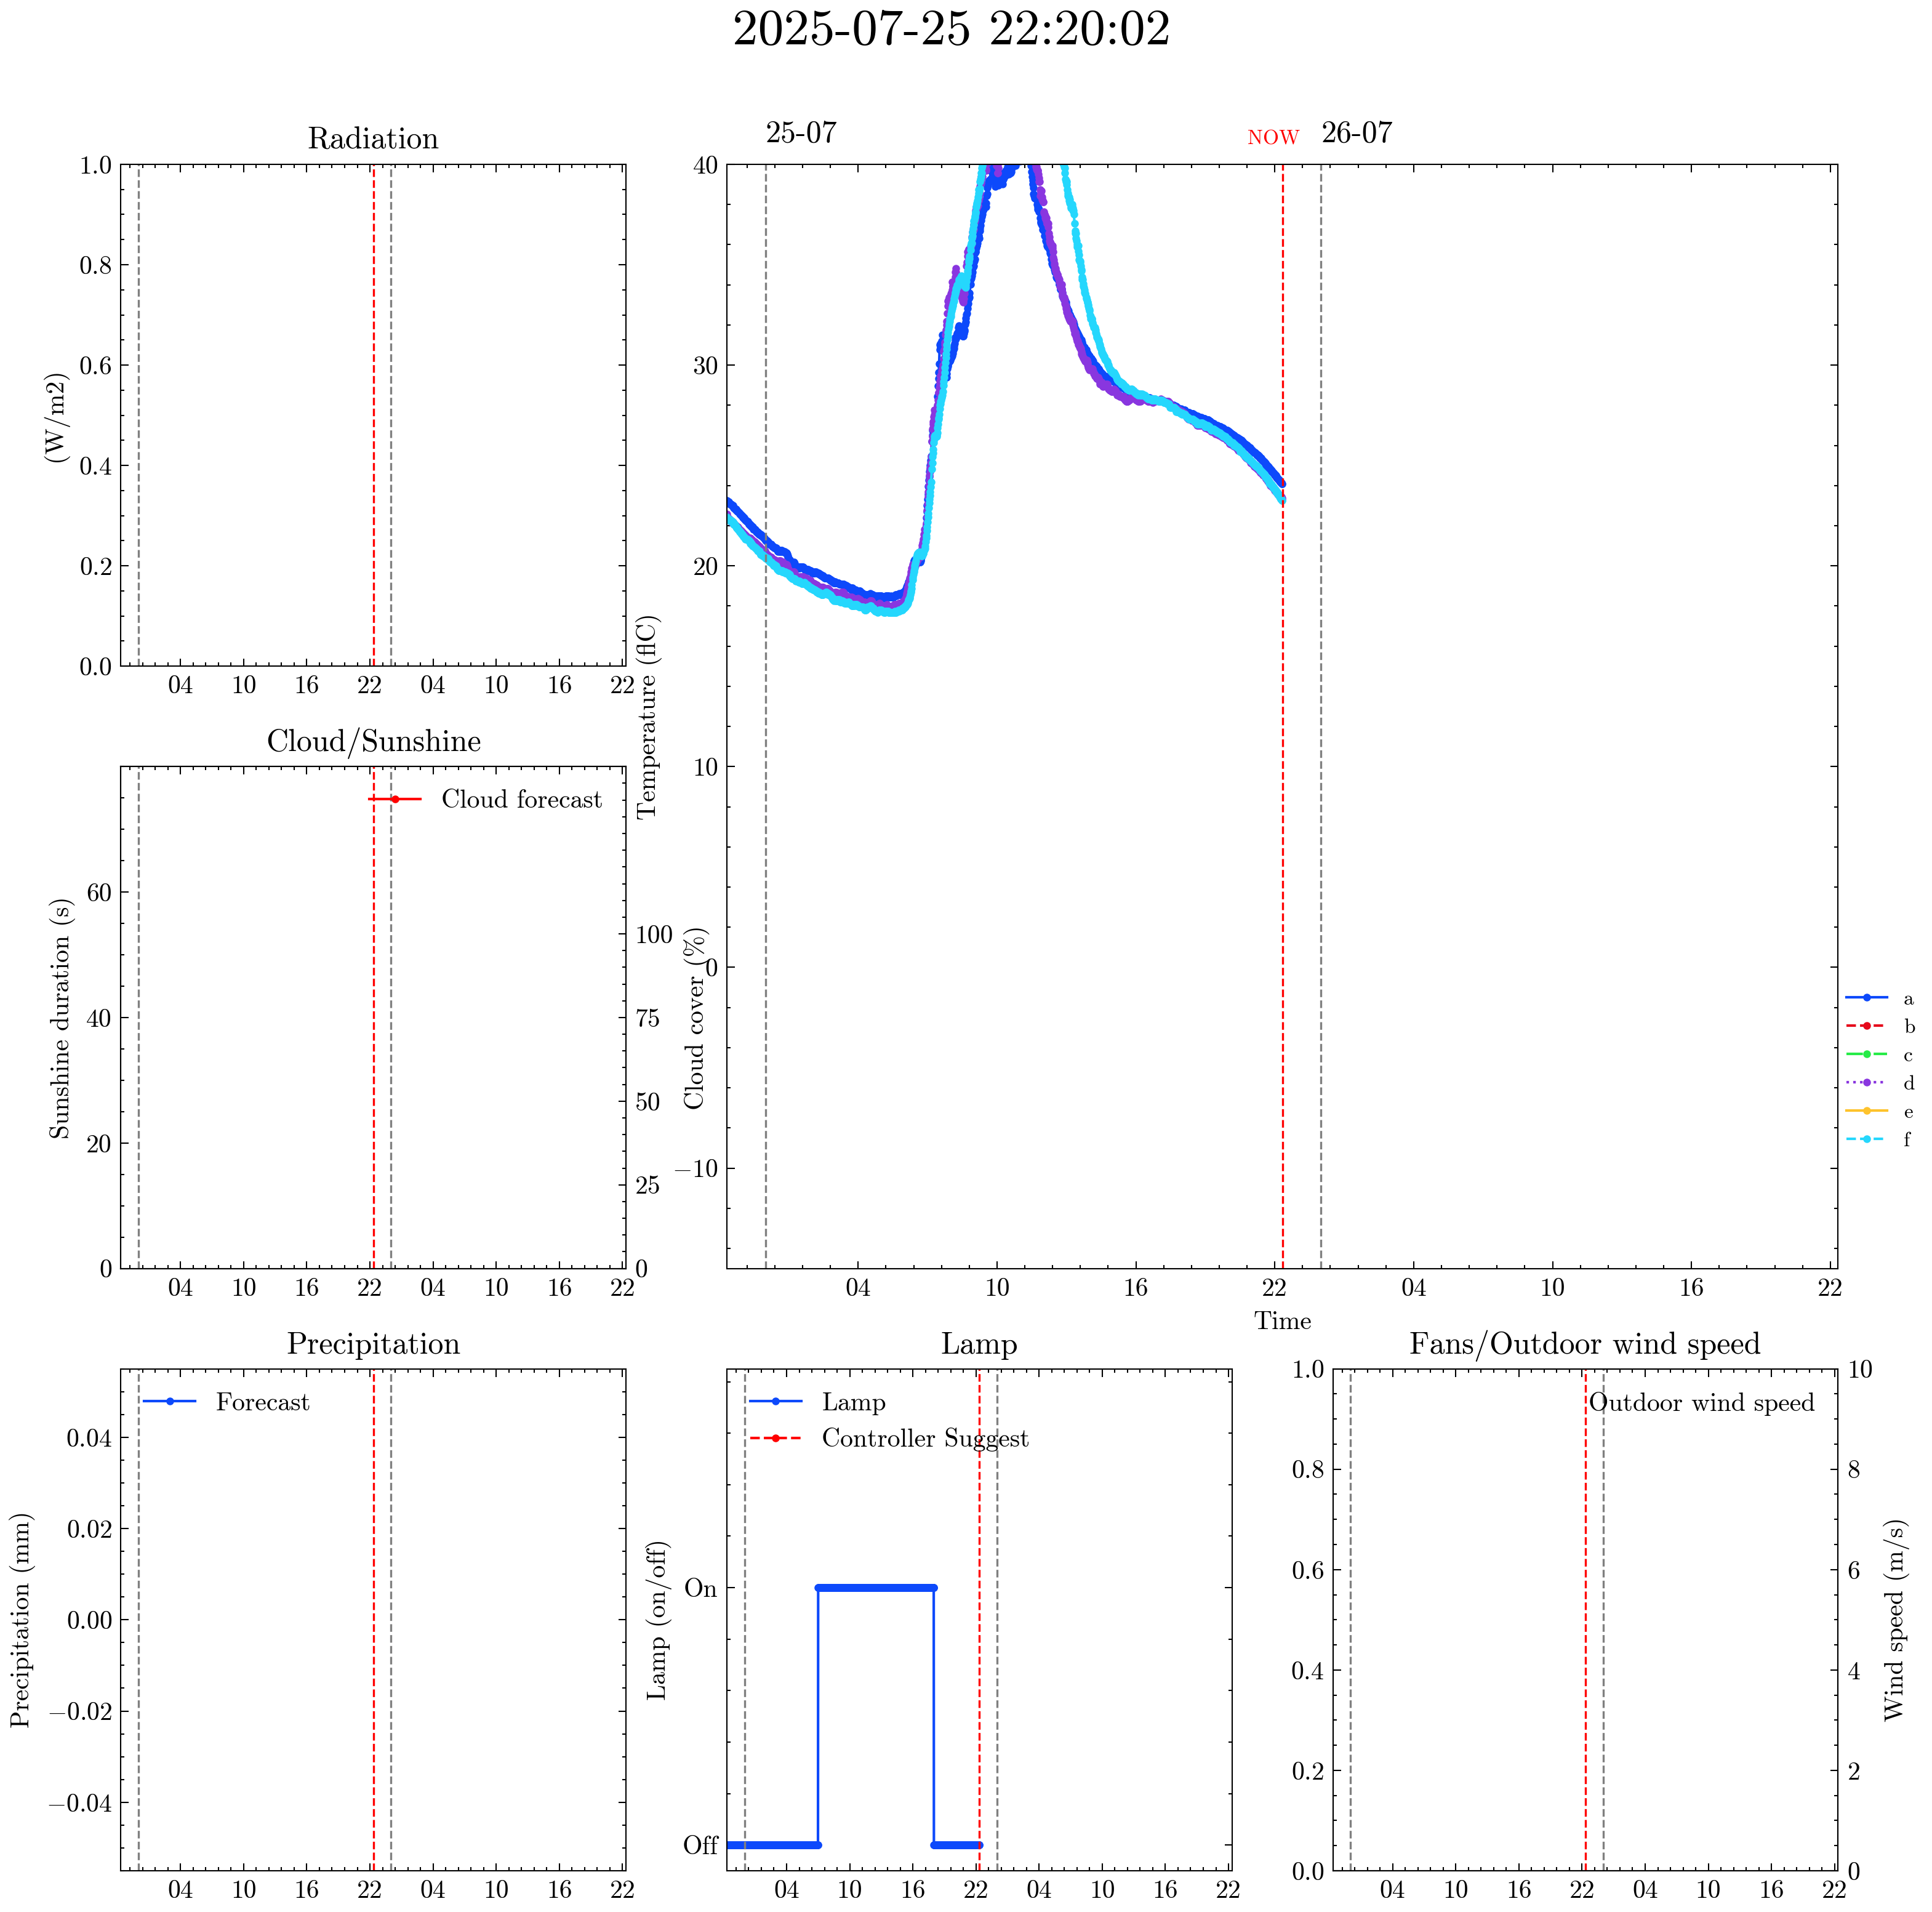 2025-07-25 22:20:02
Radiation
(W/m2)
1.0
0.8
0.6
0.4
0.2
0.0
04 10 16 22 04 10 16 22
25-07 NOW 26-07
Temperature (flC)
40
30
20
10
0
−10
04 10 16 22 04 10 16 22
Time
a
b
c
d
e
f
Cloud/Sunshine
Cloud forecast
Sunshine duration (s)
60
40
20
0
100
75
50
25
0
Cloud cover (%)
04 10 16 22 04 10 16 22
Precipitation
Forecast
Precipitation (mm)
0.04
0.02
0.00
−0.02
−0.04
04 10 16 22 04 10 16 22
Lamp
Lamp
Controller Suggest
Lamp (on/off)
On
Off
04 10 16 22 04 10 16 22
Fans/Outdoor wind speed
Outdoor wind speed
1.0
0.8
0.6
0.4
0.2
0.0
10
8
6
4
2
0
Wind speed (m/s)
04 10 16 22 04 10 16 22